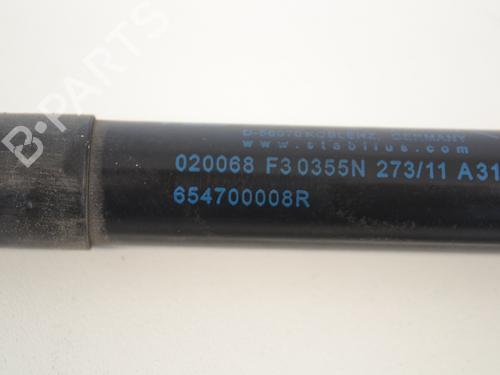 D-56070 KOBLENZ, GERMANY
www.stabilus.com
020068 F3 0355N 273/11 A31
654700008R
B-PARTS